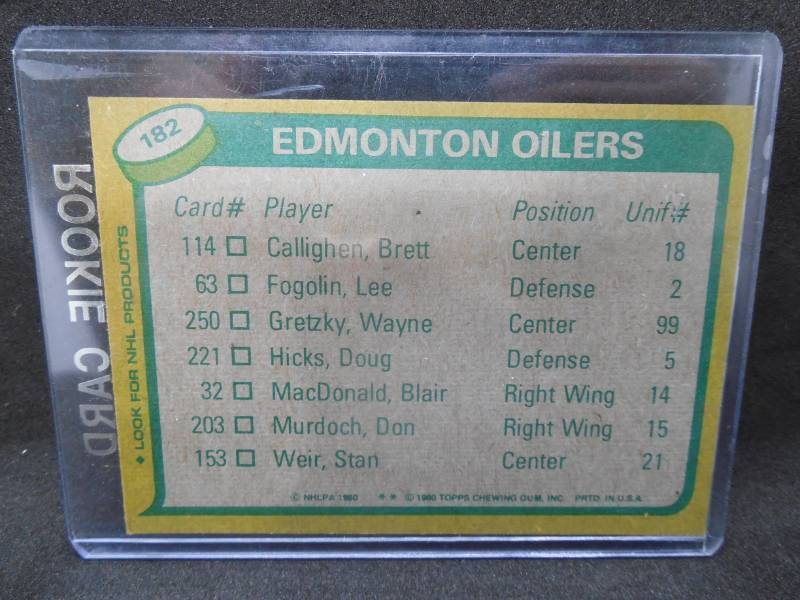 182
EDMONTON OILERS
Card# Player Position Unif.#
114 Callighen, Brett Center 18
63 Fogolin, Lee Defense 2
250 Gretzky, Wayne Center 99
221 Hicks, Doug Defense 5
32 MacDonald, Blair Right Wing 14
203 Murdoch, Don Right Wing 15
153 Weir, Stan Center 21
© NHLPA 1980 ** © 1980 TOPPS CHEWING GUM, INC. PRTD. IN U.S.A.
♦ LOOK FOR NHL PRODUCTS
ROOKIE CARD